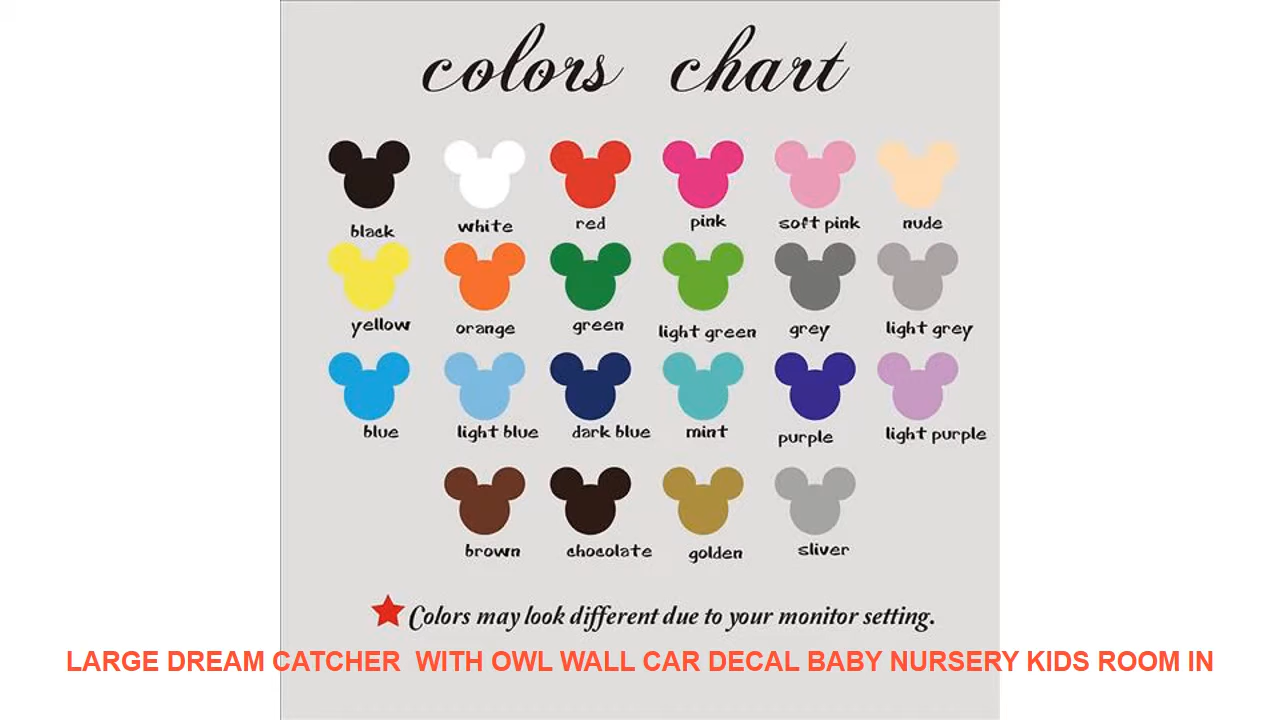 colors chart
black white red pink soft pink nude
yellow orange green light green grey light grey
blue light blue dark blue mint purple light purple
brown chocolate golden sliver
Colors may look different due to your monitor setting.
LARGE DREAM CATCHER WITH OWL WALL CAR DECAL BABY NURSERY KIDS ROOM IN